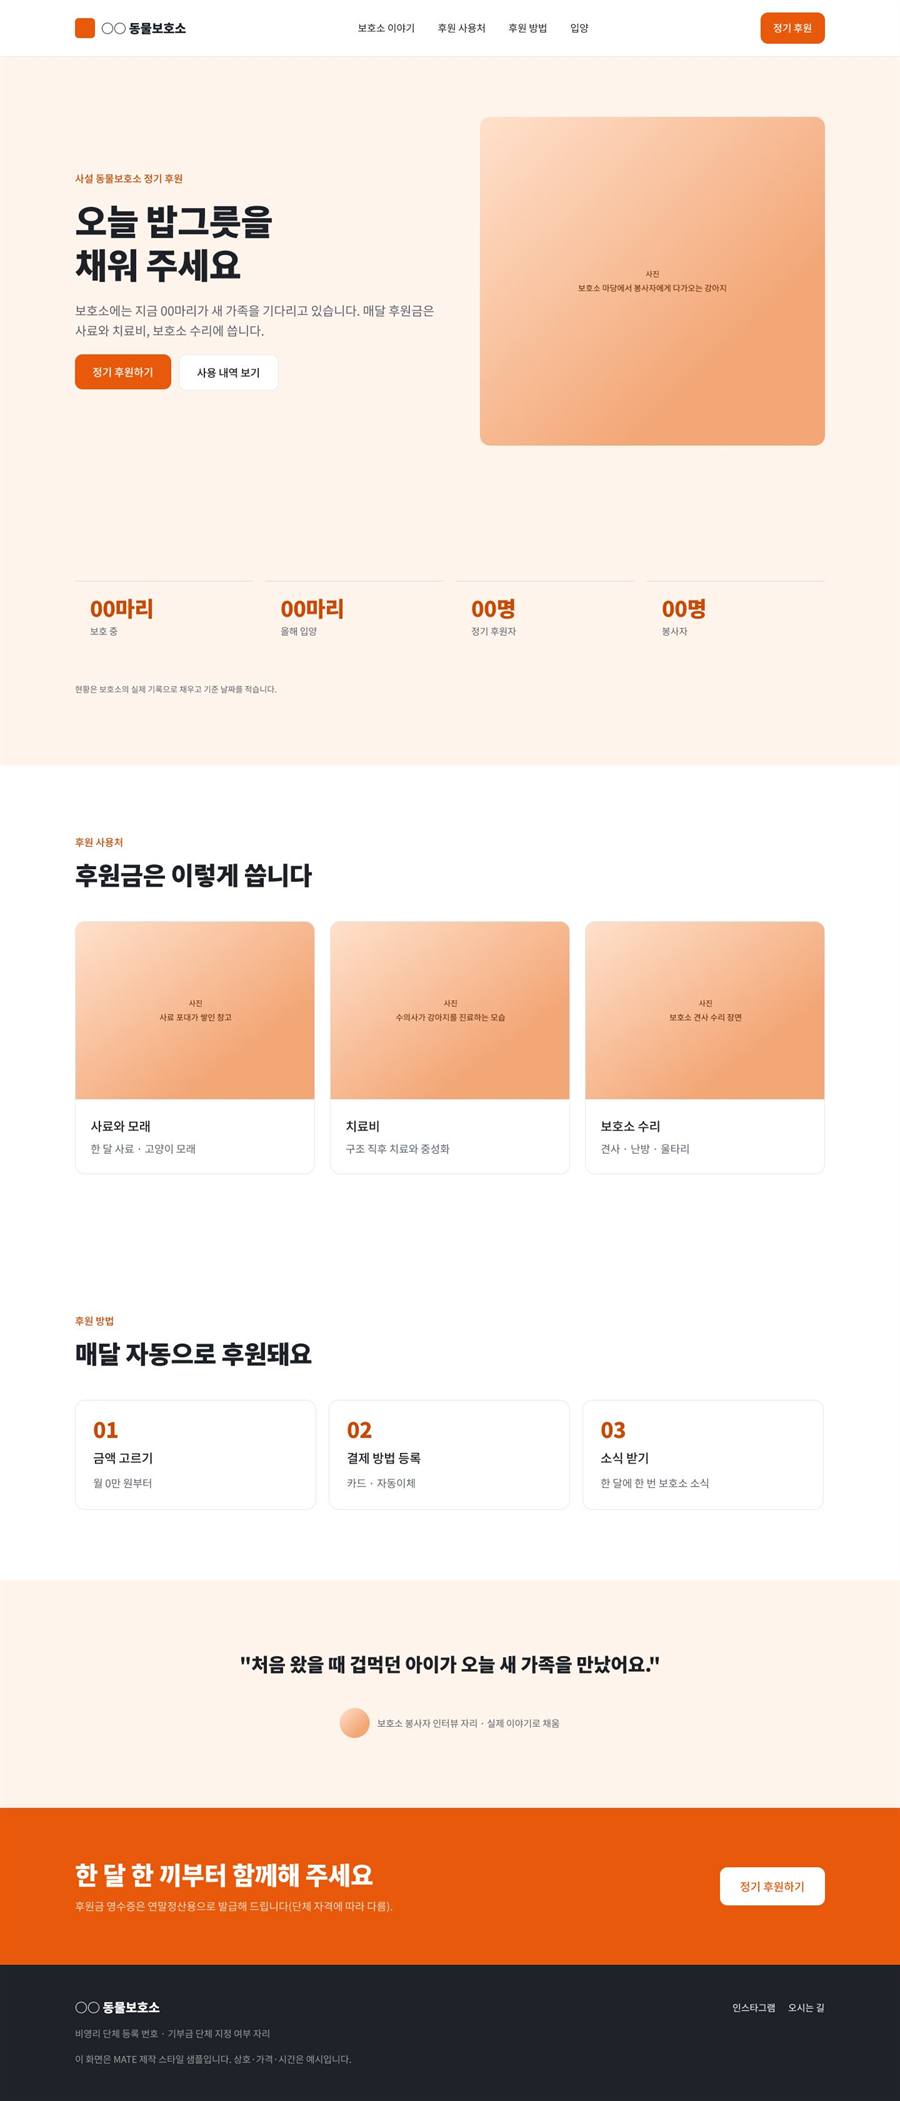 ○○ 동물보호소
보호소 이야기
후원 사용처
후원 방법
입양
정기 후원
사설 동물보호소 정기 후원
오늘 밥그릇을
채워 주세요
보호소에는 지금 00마리가 새 가족을 기다리고 있습니다. 매달 후원금은
사료와 치료비, 보호소 수리에 씁니다.
정기 후원하기
사용 내역 보기
사진
보호소 마당에서 봉사자에게 다가오는 강아지
00마리
보호 중
00마리
올해 입양
00명
정기 후원자
00명
봉사자
현황은 보호소의 실제 기록으로 채우고 기준 날짜를 적습니다.
후원 사용처
후원금은 이렇게 씁니다
사진
사료 포대가 쌓인 창고
사료와 모래
한 달 사료 · 고양이 모래
사진
수의사가 강아지를 진료하는 모습
치료비
구조 직후 치료와 중성화
사진
보호소 견사 수리 장면
보호소 수리
견사 · 난방 · 울타리
후원 방법
매달 자동으로 후원돼요
01
금액 고르기
월 0만 원부터
02
결제 방법 등록
카드 · 자동이체
03
소식 받기
한 달에 한 번 보호소 소식
"처음 왔을 때 겁먹던 아이가 오늘 새 가족을 만났어요."
보호소 봉사자 인터뷰 자리 · 실제 이야기로 채움
한 달 한 끼부터 함께해 주세요
후원금 영수증은 연말정산용으로 발급해 드립니다(단체 자격에 따라 다름).
정기 후원하기
○○ 동물보호소
인스타그램
오시는 길
비영리 단체 등록 번호 · 기부금 단체 지정 여부 자리
이 화면은 MATE 제작 스타일 샘플입니다. 상호·가격·시간은 예시입니다.